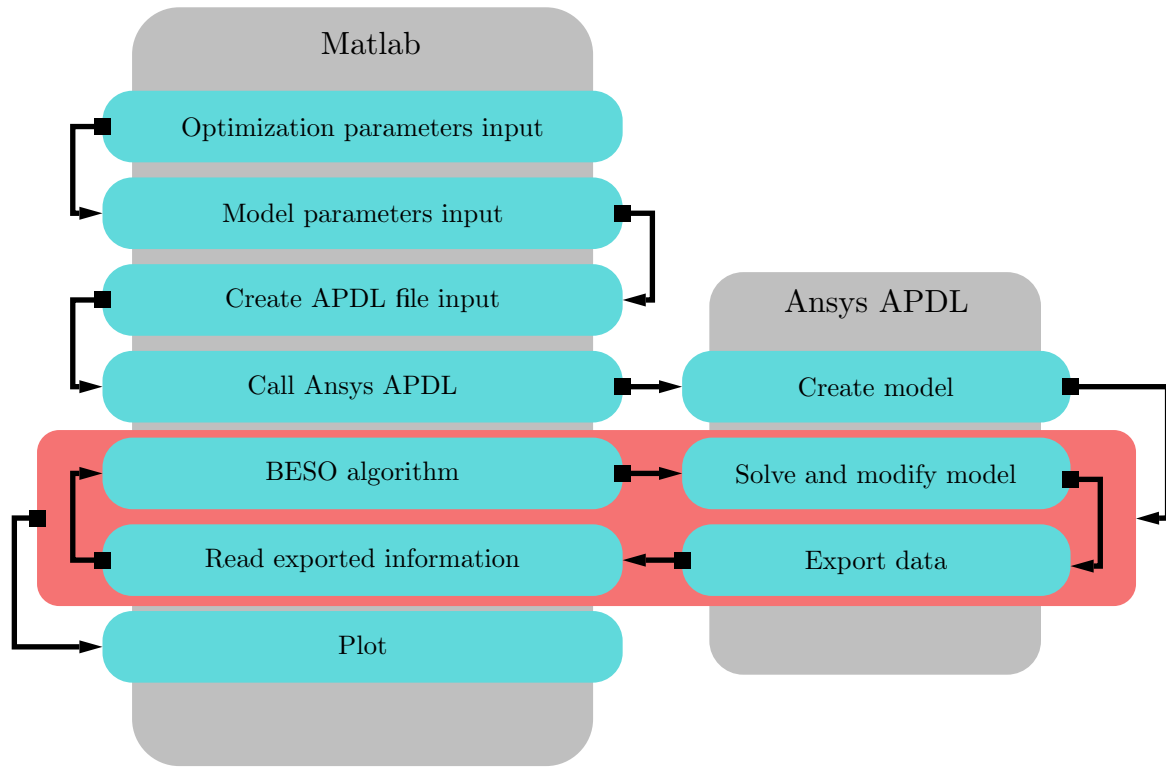 Matlab
Optimization parameters input
Model parameters input
Create APDL file input
Ansys APDL
Call Ansys APDL
Create model
BESO algorithm
Solve and modify model
Read exported information
Export data
Plot